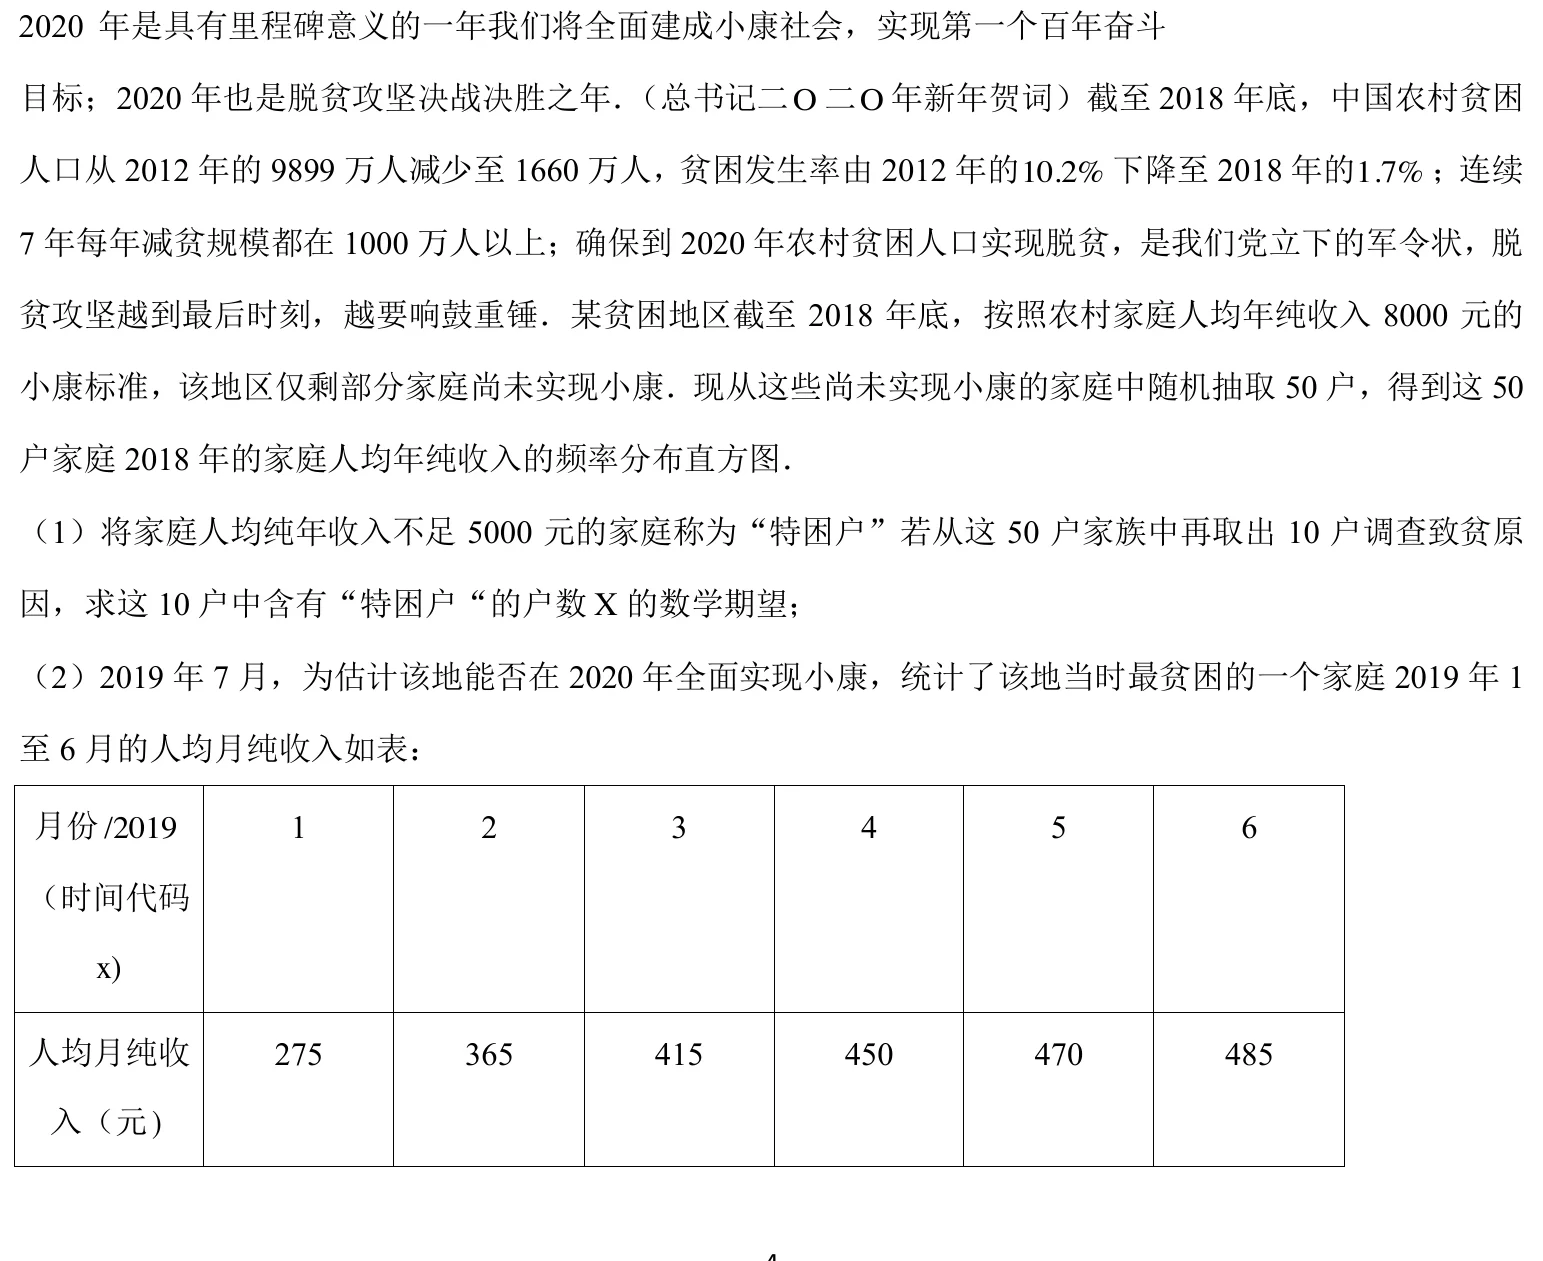 2020 年是具有里程碑意义的一年我们将全面建成小康社会，实现第一个百年奋斗
目标；2020 年也是脱贫攻坚决战决胜之年．（总书记二O二O年新年贺词）截至 2018 年底，中国农村贫困
人口从 2012 年的 9899 万人减少至 1660 万人，贫困发生率由 2012 年的10.2% 下降至 2018 年的1.7%；连续
7 年每年减贫规模都在 1000 万人以上；确保到 2020 年农村贫困人口实现脱贫，是我们党立下的军令状，脱
贫攻坚越到最后时刻，越要响鼓重锤．某贫困地区截至 2018 年底，按照农村家庭人均年纯收入 8000 元的
小康标准，该地区仅剩部分家庭尚未实现小康．现从这些尚未实现小康的家庭中随机抽取 50 户，得到这 50
户家庭 2018 年的家庭人均年纯收入的频率分布直方图．
（1）将家庭人均纯年收入不足 5000 元的家庭称为“特困户”若从这 50 户家族中再取出 10 户调查致贫原
因，求这 10 户中含有“特困户“的户数 X 的数学期望；
（2）2019 年 7 月，为估计该地能否在 2020 年全面实现小康，统计了该地当时最贫困的一个家庭 2019 年 1
至 6 月的人均月纯收入如表：
月份/2019 1 2 3 4 5 6
（时间代码
x)
人均月纯收 275 365 415 450 470 485
入（元)